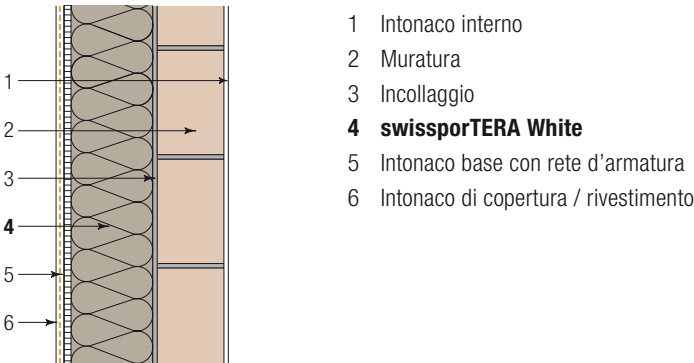 1
2
3
4
5
6
1 Intonaco interno
2 Muratura
3 Incollaggio
4 swissporTERA White
5 Intonaco base con rete d’armatura
6 Intonaco di copertura / rivestimento